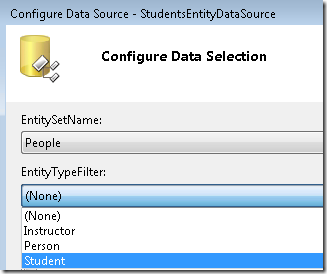 Configure Data Source - StudentsEntityDataSource
Configure Data Selection
EntitySetName:
People
EntityTypeFilter:
(None)
(None)
Instructor
Person
Student